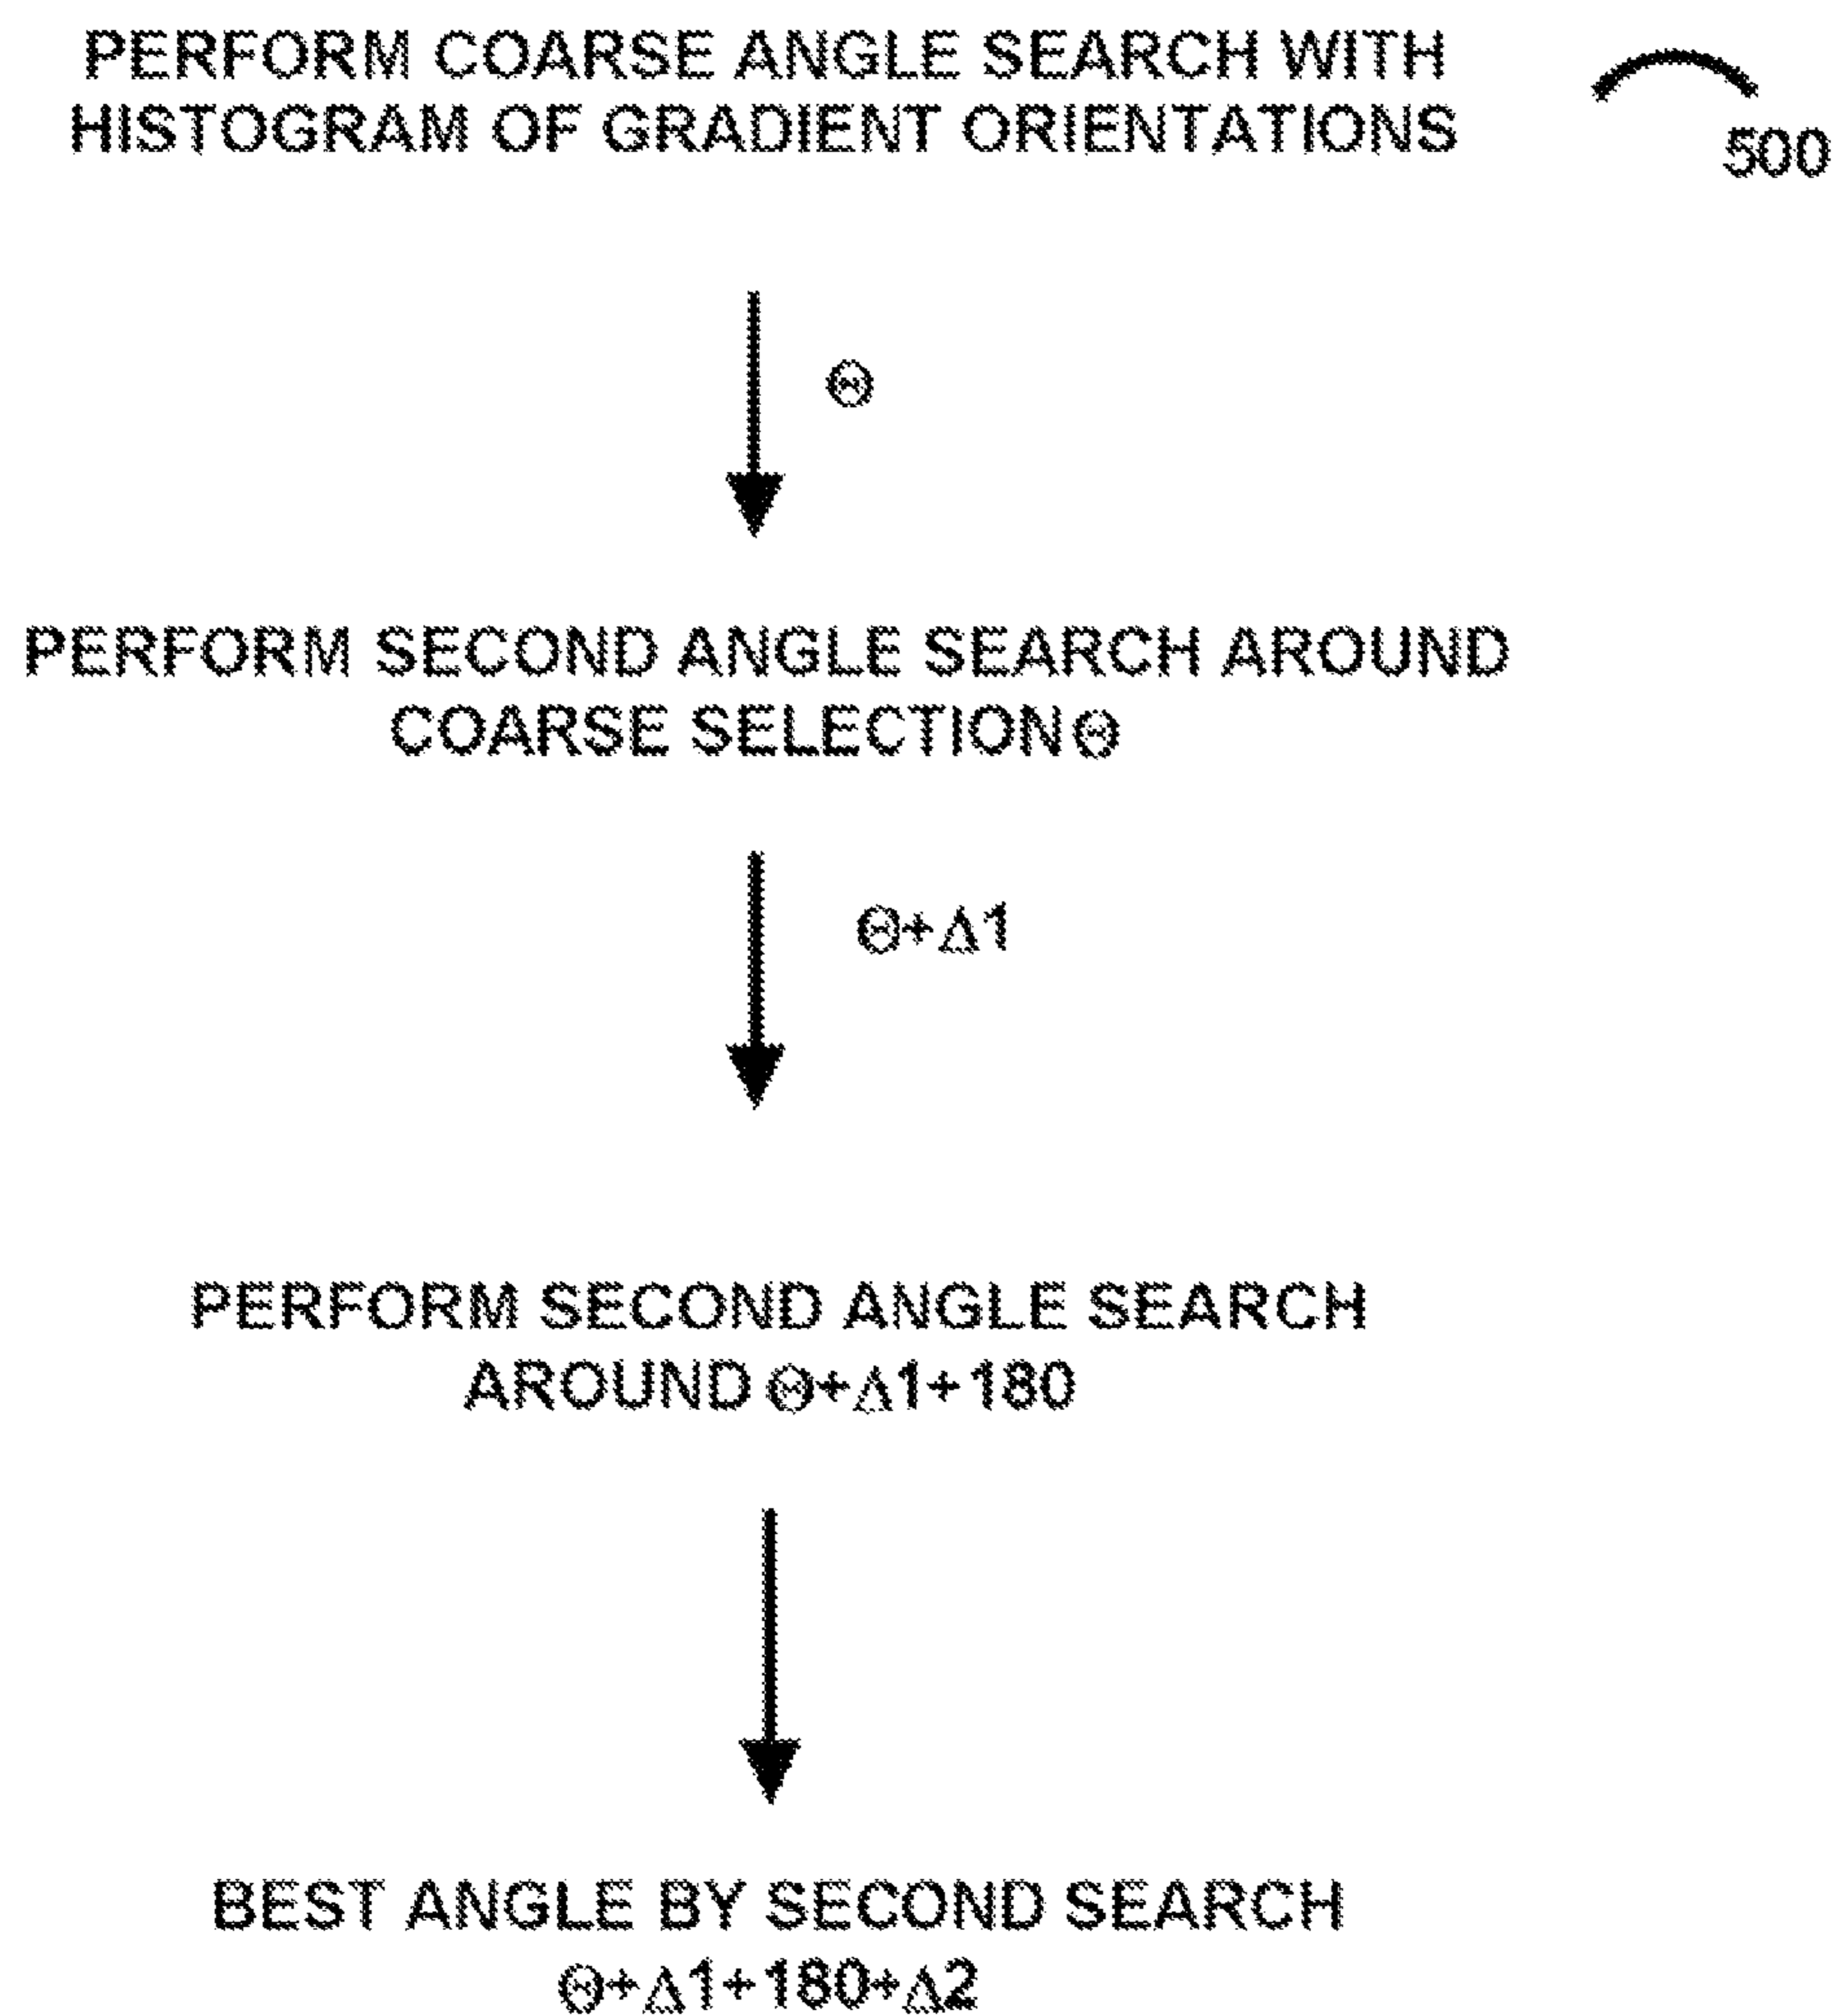 PERFORM COARSE ANGLE SEARCH WITH
HISTOGRAM OF GRADIENT ORIENTATIONS
500
Θ
PERFORM SECOND ANGLE SEARCH AROUND
COARSE SELECTION Θ
Θ+Δ1
PERFORM SECOND ANGLE SEARCH
AROUND Θ+Δ1+180
BEST ANGLE BY SECOND SEARCH
Θ+Δ1+180+Δ2